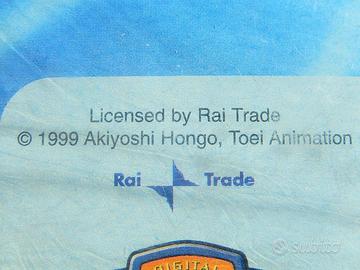 Licensed by Rai Trade
© 1999 Akiyoshi Hongo, Toei Animation
Rai Trade
DIGITAL
subito